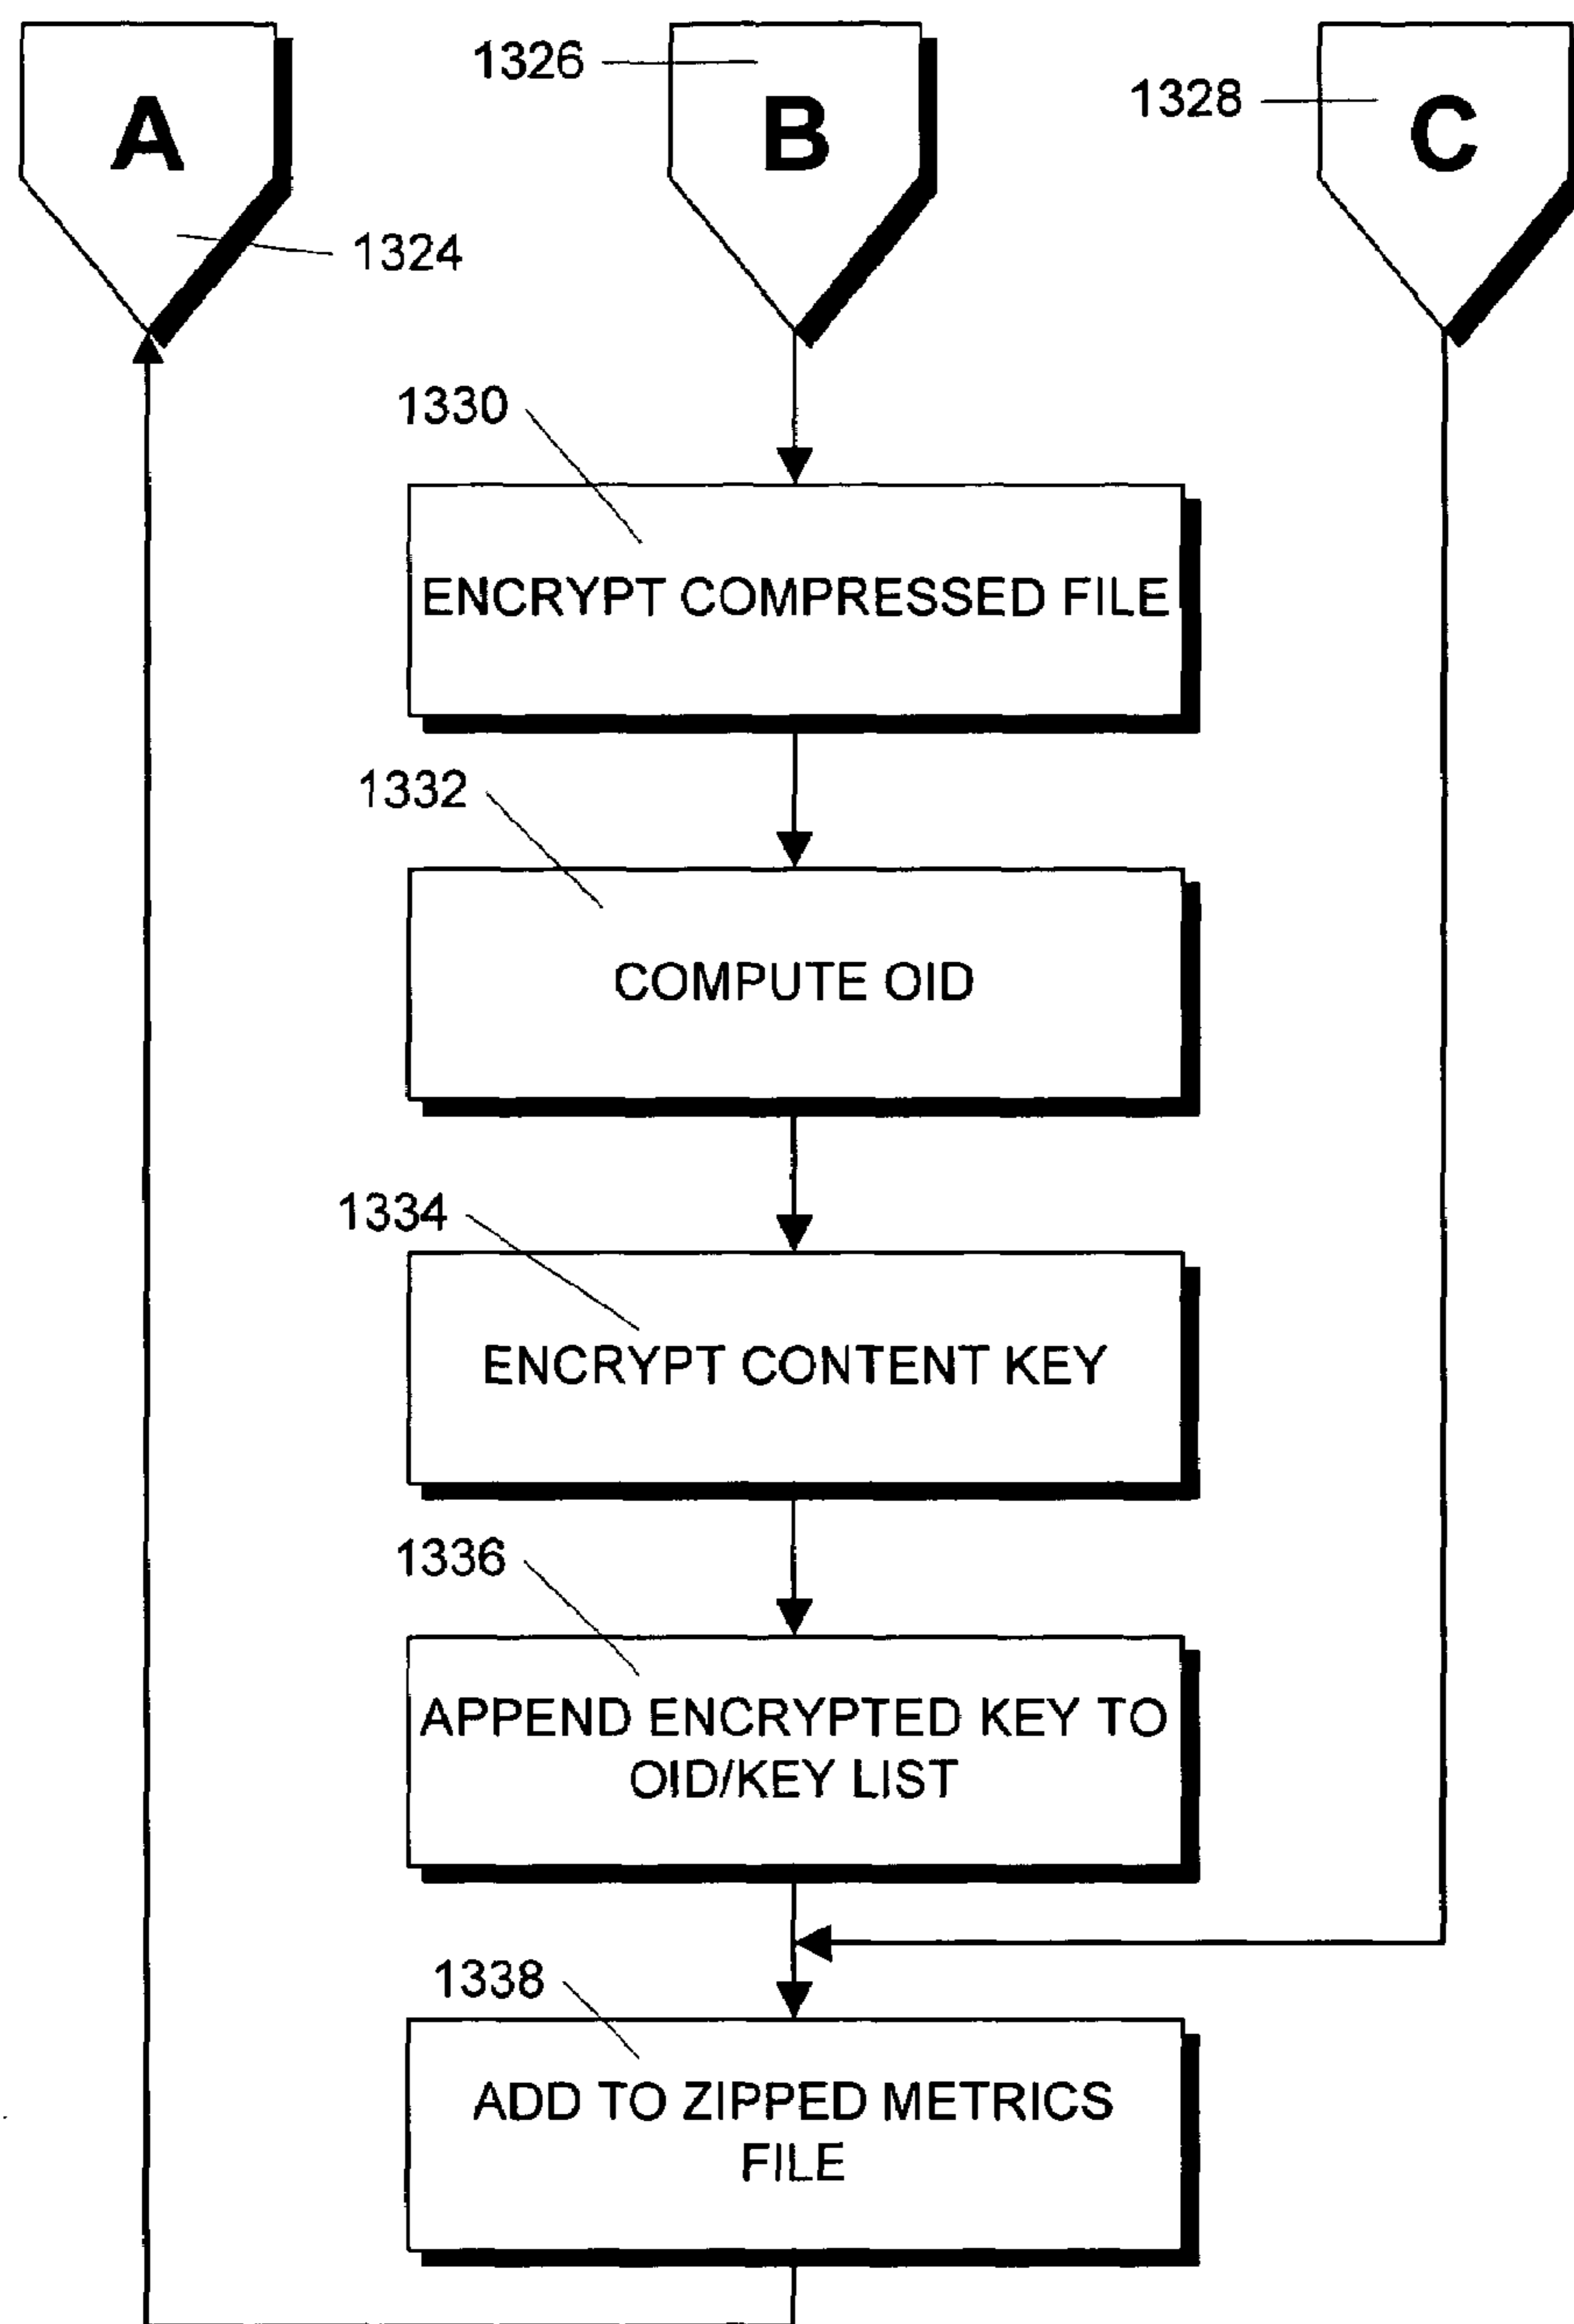 A
1326
B
1328
C
1324
1330
ENCRYPT COMPRESSED FILE
1332
COMPUTE OID
1334
ENCRYPT CONTENT KEY
1336
APPEND ENCRYPTED KEY TO
OID/KEY LIST
1338
ADD TO ZIPPED METRICS
FILE